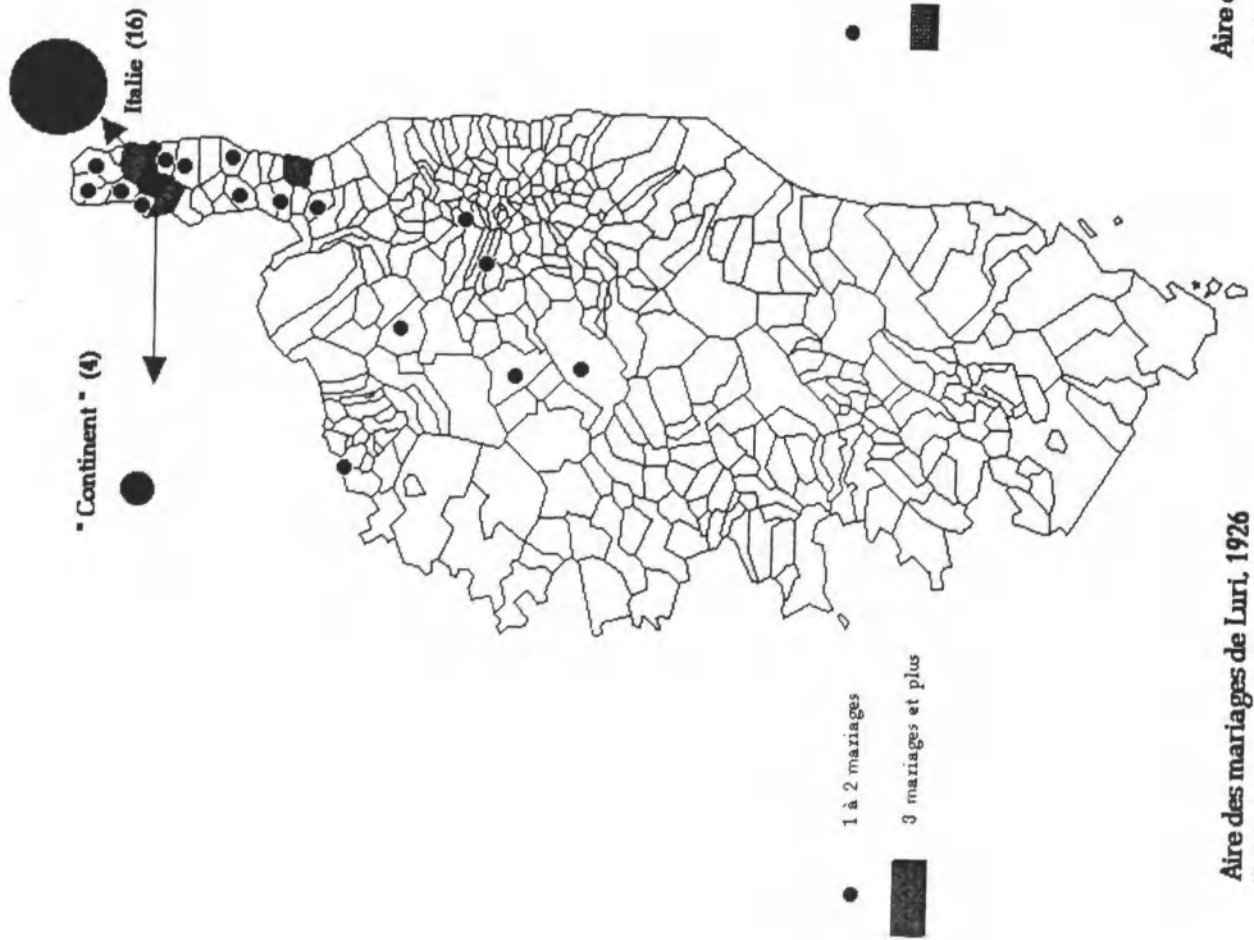 Italie (16)
"Continent" (4)
1 à 2 mariages
3 mariages et plus
Aire des mariages de Luri, 1926